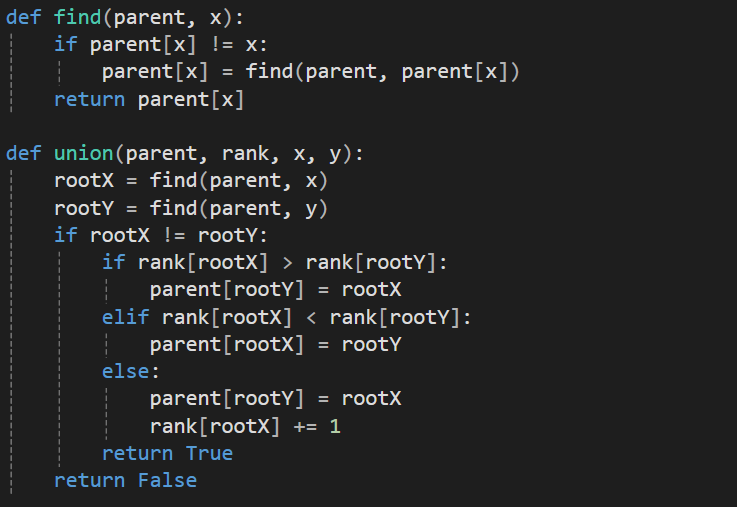 def find(parent, x):
    if parent[x] != x:
        parent[x] = find(parent, parent[x])
    return parent[x]

def union(parent, rank, x, y):
    rootX = find(parent, x)
    rootY = find(parent, y)
    if rootX != rootY:
        if rank[rootX] > rank[rootY]:
            parent[rootY] = rootX
        elif rank[rootX] < rank[rootY]:
            parent[rootX] = rootY
        else:
            parent[rootY] = rootX
            rank[rootX] += 1
        return True
    return False